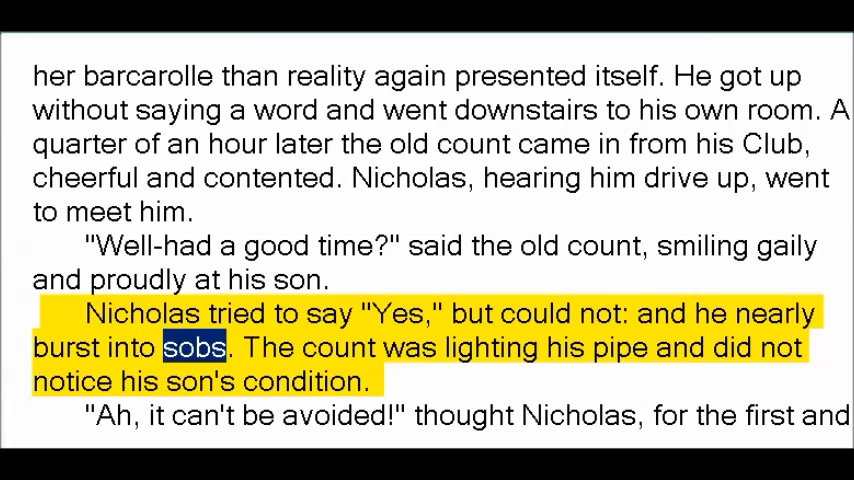 her barcarolle than reality again presented itself. He got up
without saying a word and went downstairs to his own room. A
quarter of an hour later the old count came in from his Club,
cheerful and contented. Nicholas, hearing him drive up, went
to meet him.
"Well-had a good time?" said the old count, smiling gaily
and proudly at his son.
Nicholas tried to say "Yes," but could not: and he nearly
burst into sobs. The count was lighting his pipe and did not
notice his son's condition.
"Ah, it can't be avoided!" thought Nicholas, for the first and